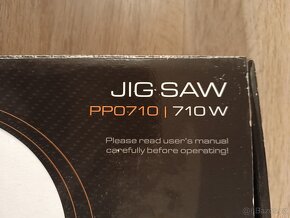 JIG SAW
PP0710 | 710 W
Please read user's manual
carefully before operating!